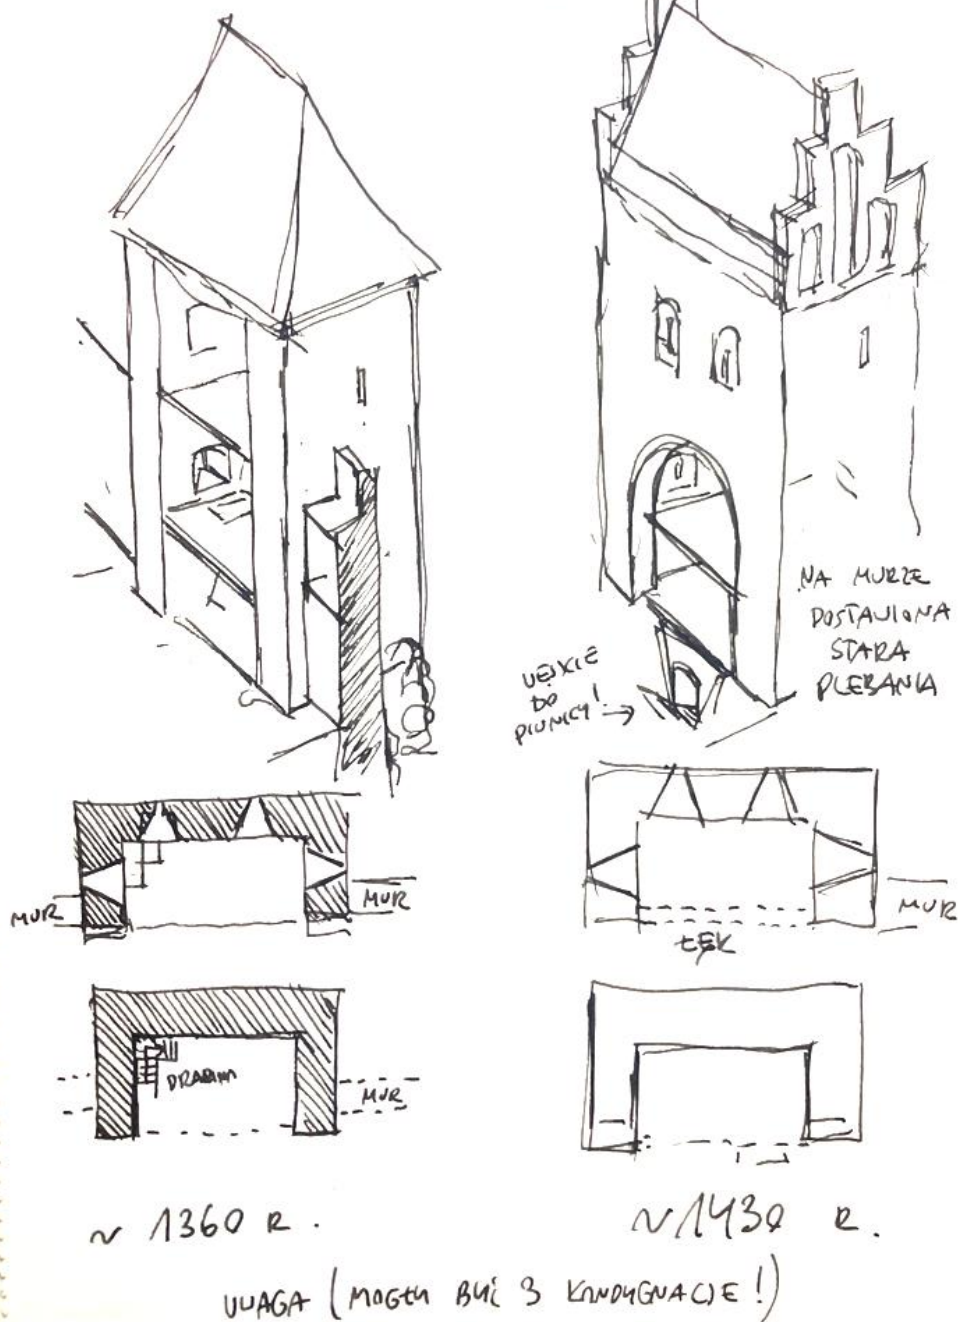 NA MURZE
DOSTAWIONA
STARA
PLEBANIA
WEJŚCIE
DO
PIWNICY!
MUR
MUR
MUR
ŁĘK
DRABINA
MUR
~ 1360 R.
~ 1430 R.
UWAGA (MOGŁY BYĆ 3 KONDYGNACJE!)